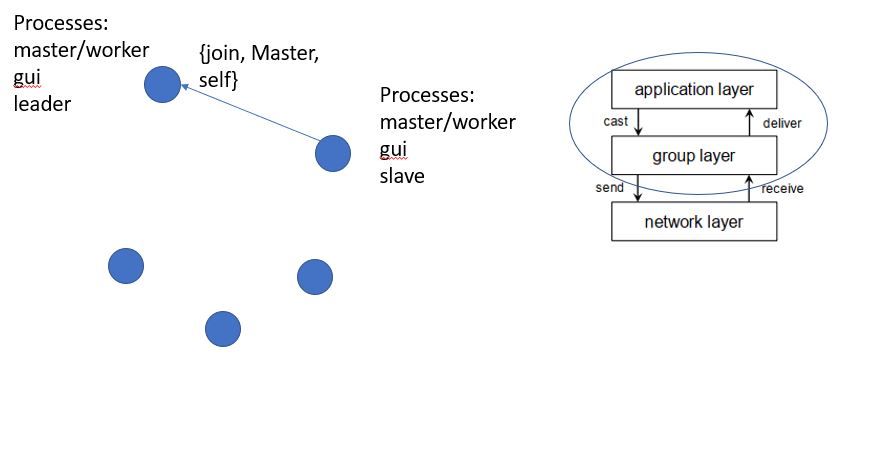 Processes:
master/worker
gui
leader
{join, Master,
self}
Processes:
master/worker
gui
slave
application layer
cast
deliver
group layer
send
receive
network layer